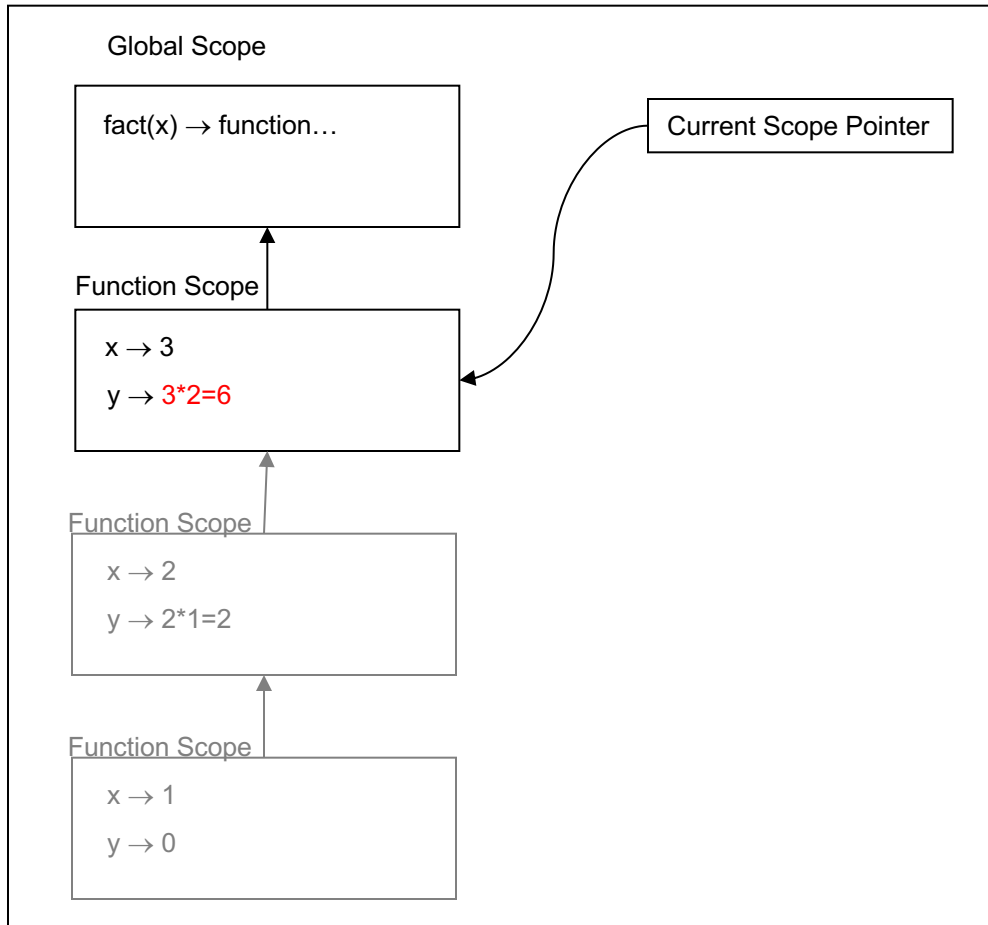 Global Scope
fact(x) → function…
Current Scope Pointer
Function Scope
x → 3
y → 3*2=6
Function Scope
x → 2
y → 2*1=2
Function Scope
x → 1
y → 0